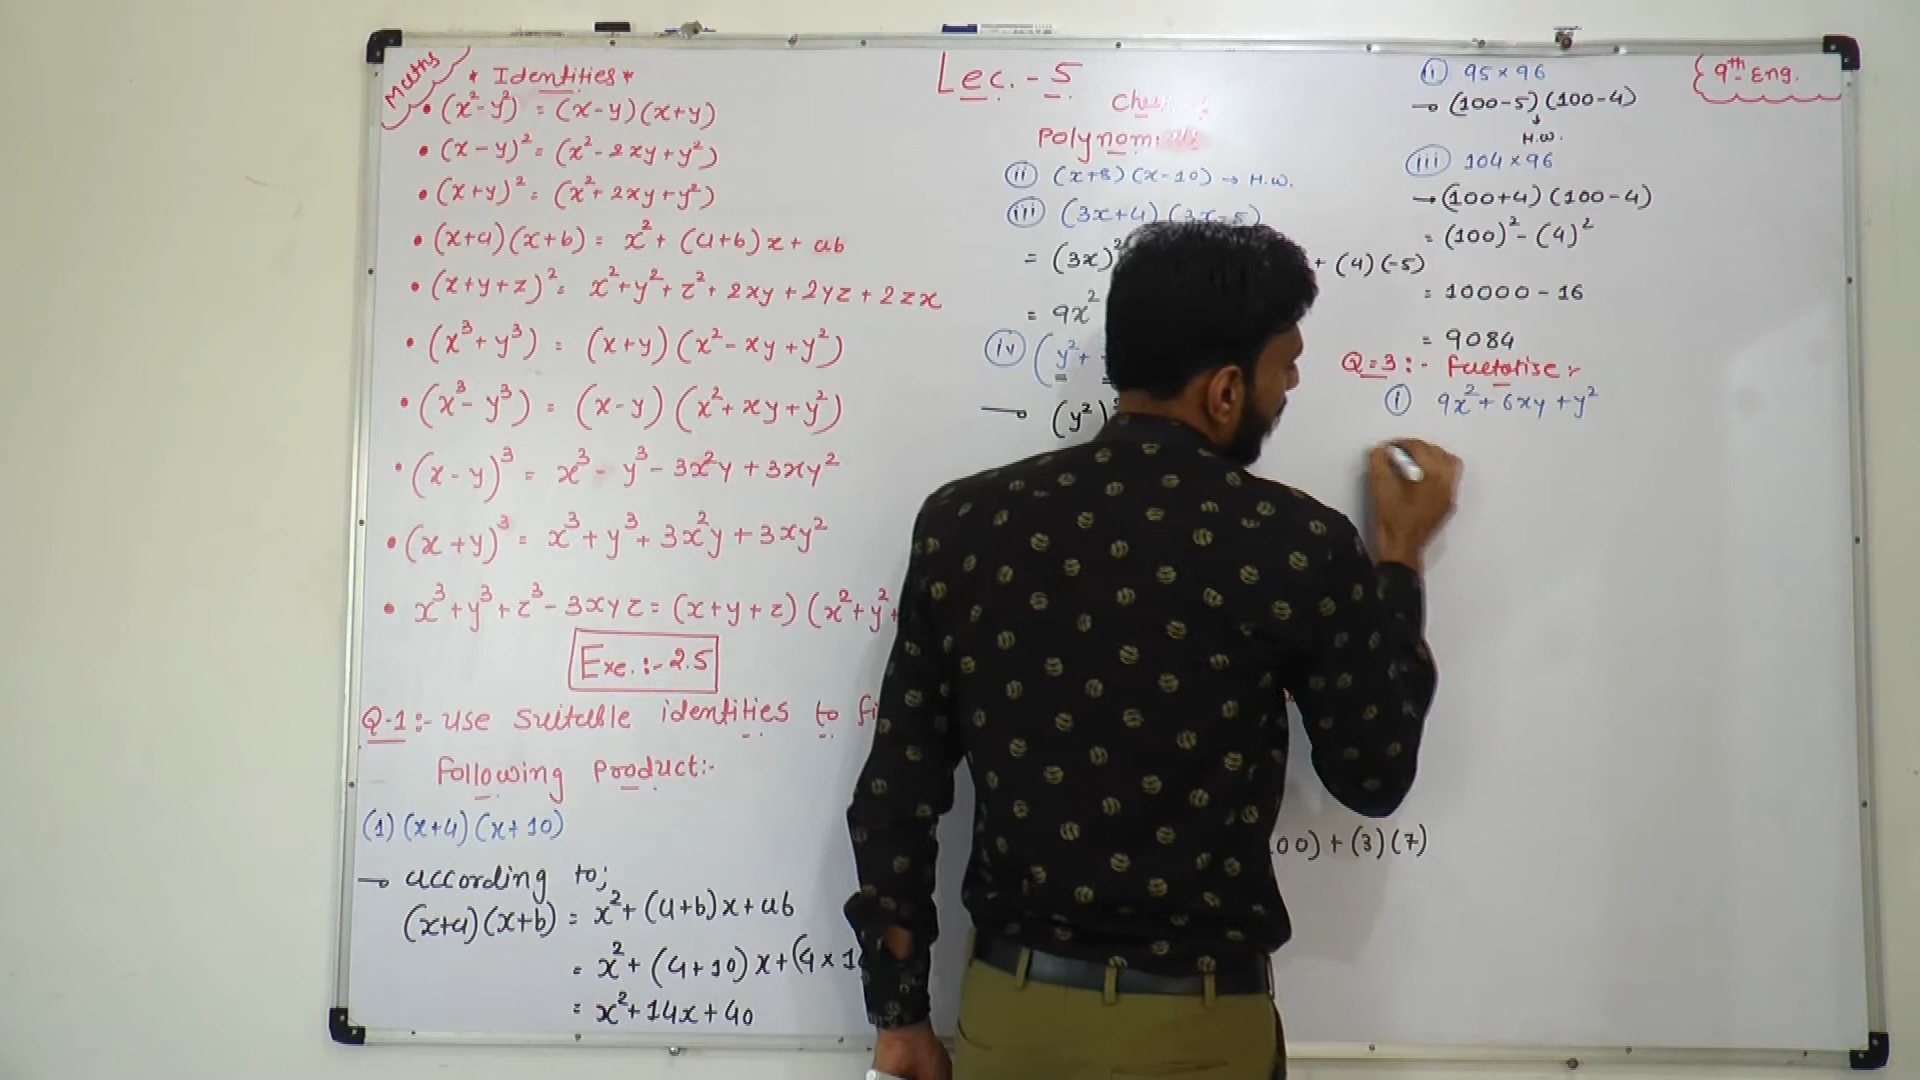 Maths
* Identities *
• (x²-y²) = (x-y)(x+y)
• (x-y)² = (x²-2xy+y²)
• (x+y)² = (x²+2xy+y²)
• (x+a)(x+b) = x²+(a+b)x+ab
• (x+y+z)² = x²+y²+z²+2xy+2yz+2zx
• (x³+y³) = (x+y)(x²-xy+y²)
• (x³-y³) = (x-y)(x²+xy+y²)
• (x-y)³ = x³-y³-3x²y+3xy²
• (x+y)³ = x³+y³+3x²y+3xy²
• x³+y³+z³-3xyz = (x+y+z)(x²+y²+
Exe. :- 2.5
Q-1 :- Use suitable identities to
Following Product:-
(1) (x+4)(x+10)
→ according to;
(x+a)(x+b) = x²+(a+b)x+ab
= x²+(4+10)x+(4×1
= x²+14x+40
Lec. - 5
(ii) (x+8)(x-10) → H.W.
(iii) (3x+4)(3x-5)
= (3x)² + (4)(-5)
= 9x²
(iv) (y²+
→ (y²)
00)+(3)(7)
(i) 95×96
→ (100-5)(100-4)
↓
H.W.
(iii) 104×96
→ (100+4)(100-4)
= (100)²-(4)²
= 10000-16
= 9084
Q=3 :- Factorise :-
(i) 9x²+6xy+y²
9th Eng.